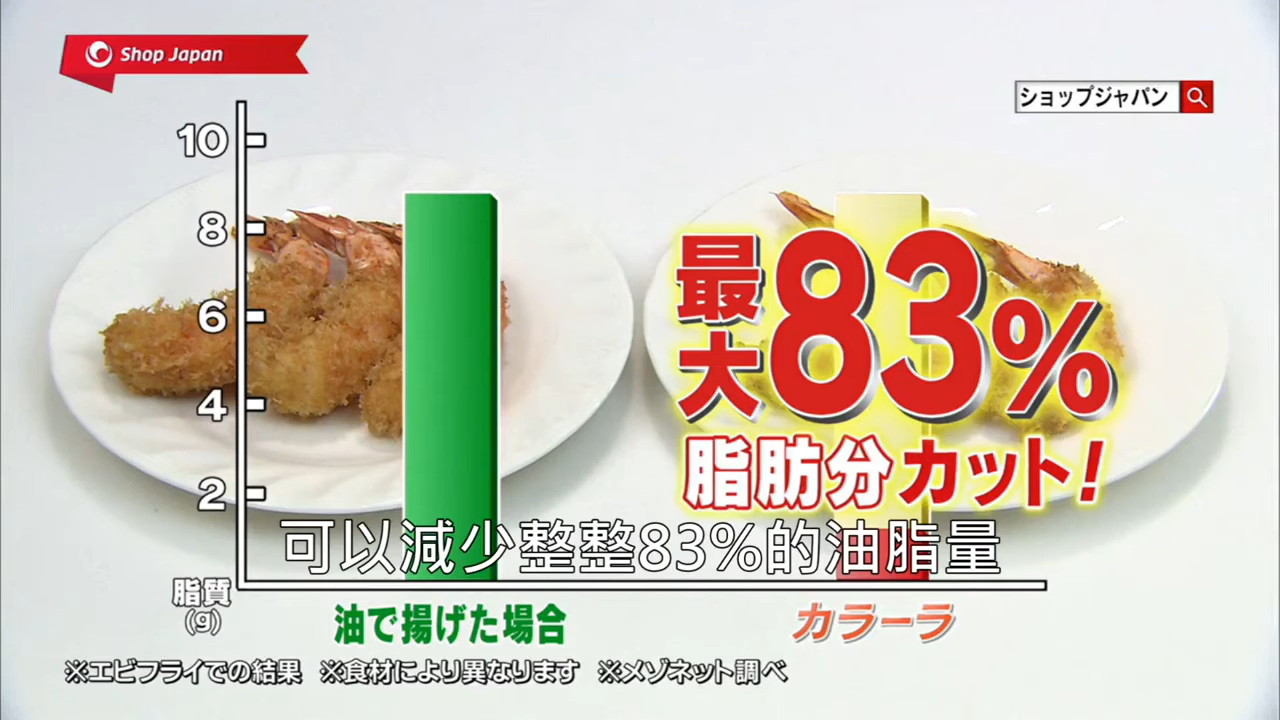 Shop Japan
ショップジャパン
10
8
6
4
2
最大83%
脂肪分カット!
可以減少整整83%的油脂量
脂質
(g)
油で揚げた場合
カラーラ
※エビフライでの結果 ※食材により異なります ※メゾネット調べ